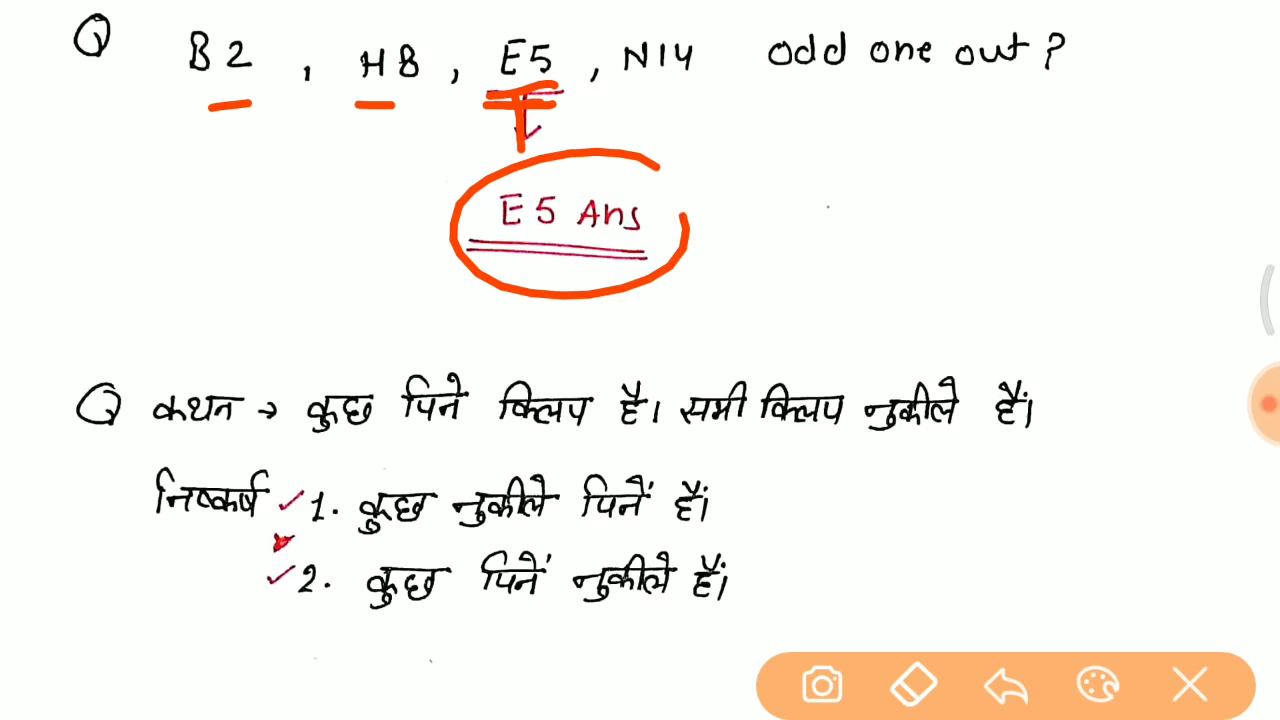 Q B2 , H8 , E5 , N14 odd one out ?
E5 Ans
Q कथन → कुछ पिने क्लिप है। सभी क्लिप नुकीले हैं।
निष्कर्ष ✓ 1. कुछ नुकीले पिनें हैं।
✓ 2. कुछ पिनें नुकीले हैं।